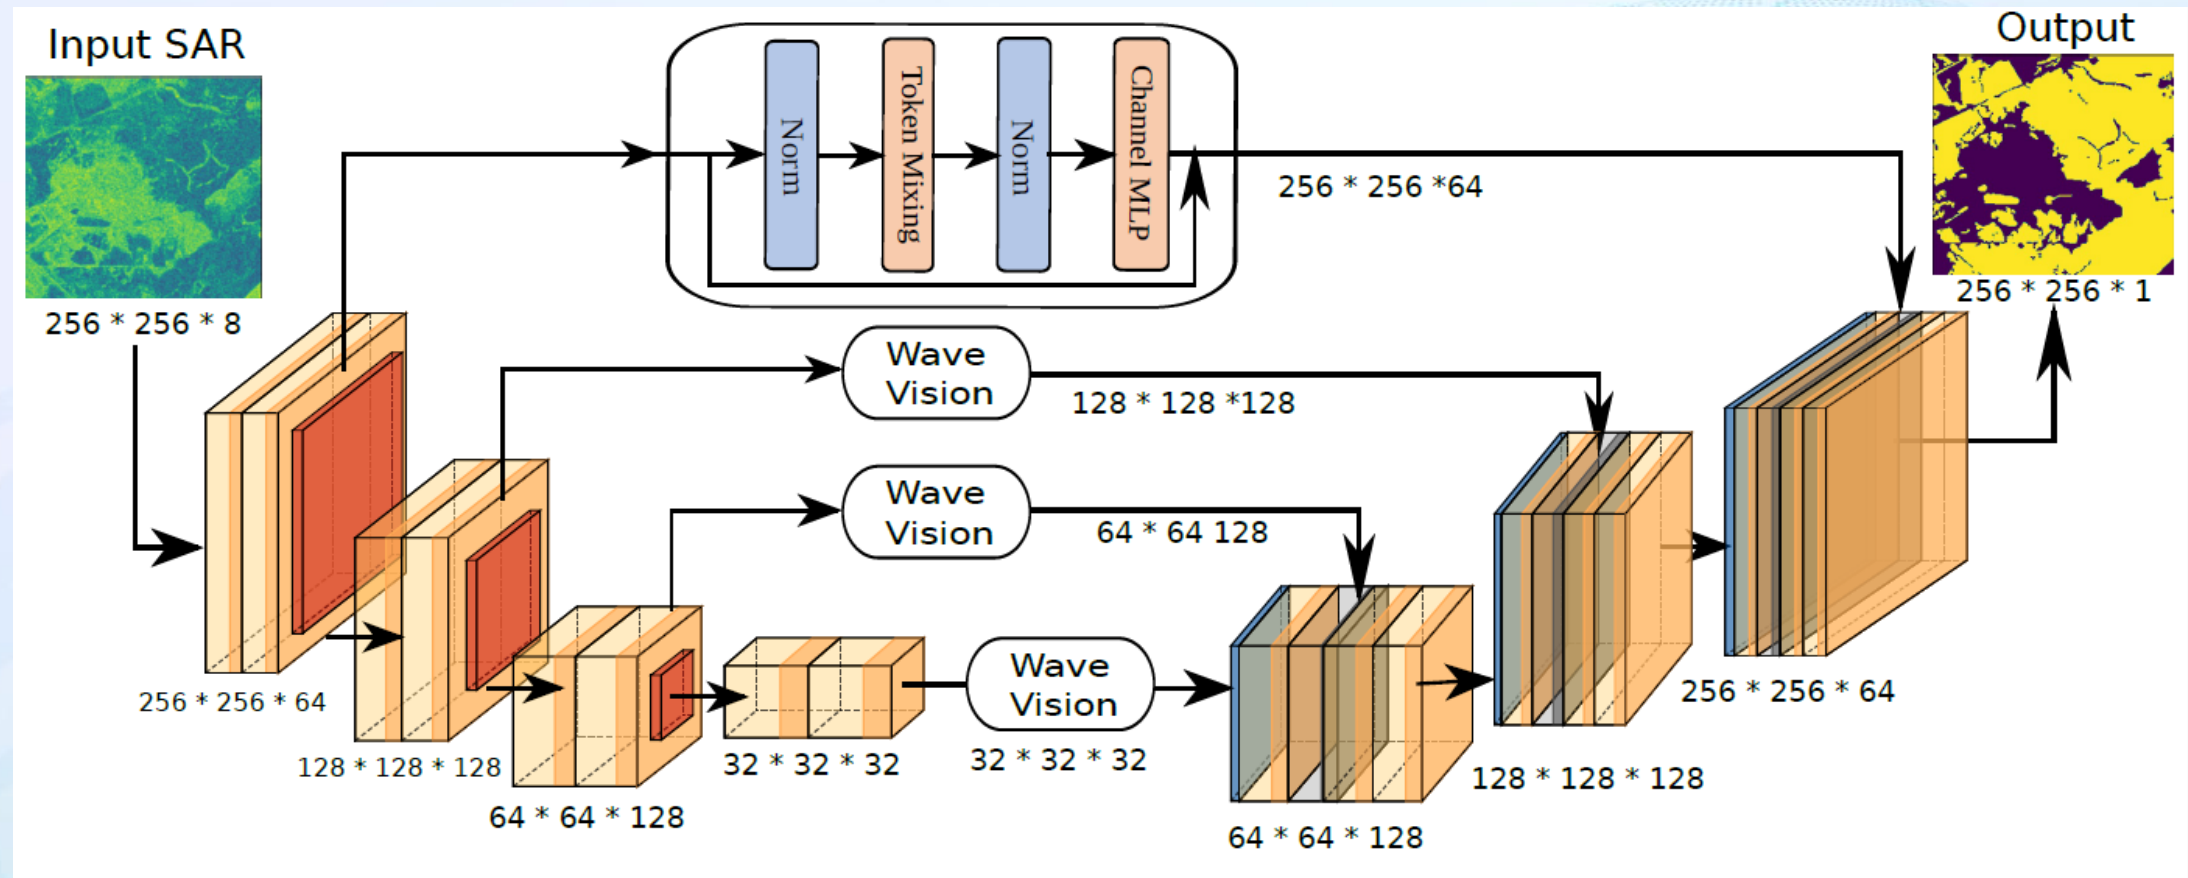 Input SAR
Output
Norm
Token Mixing
Norm
Channel MLP
256 * 256 *64
256 * 256 * 8
256 * 256 * 1
Wave
Vision
128 * 128 *128
Wave
Vision
64 * 64 128
Wave
Vision
256 * 256 * 64
128 * 128 * 128
64 * 64 * 128
32 * 32 * 32
32 * 32 * 32
64 * 64 * 128
128 * 128 * 128
256 * 256 * 64